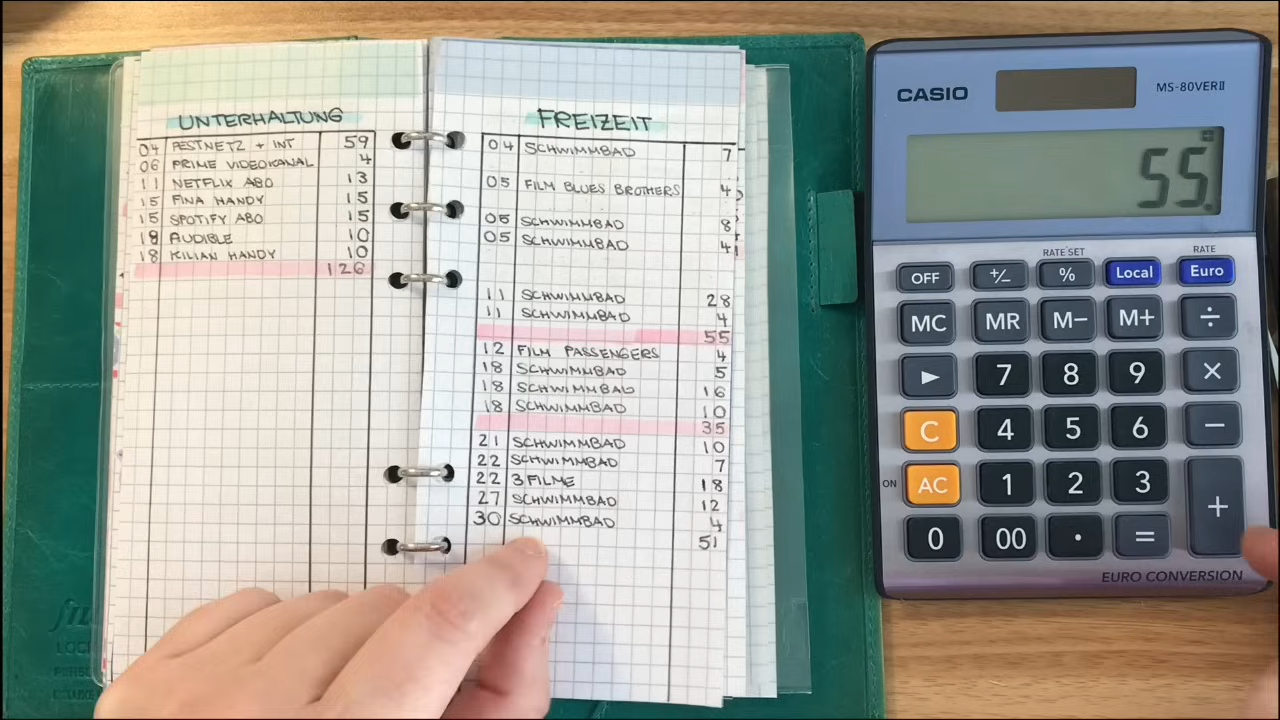 UNTERHALTUNG
04 FESTNETZ + INT 59
06 PRIME VIDEOKANAL 4
11 NETFLIX ABO 13
15 FINA HANDY 15
15 SPOTIFY ABO 15
18 AUDIBLE 10
18 KILIAN HANDY 10
126
FREIZEIT
04 SCHWIMMBAD 7
05 FILM BLUES BROTHERS 4
05 SCHWIMMBAD 8
05 SCHWIMMBAD 4
11 SCHWIMMBAD 28
11 SCHWIMMBAD 4
55
12 FILM PASSENGERS 4
18 SCHWIMMBAD 5
18 SCHWIMMBAD 16
18 SCHWIMMBAD 10
35
21 SCHWIMMBAD 10
22 SCHWIMMBAD 7
22 3 FILME 18
27 SCHWIMMBAD 12
30 SCHWIMMBAD 4
51
CASIO
MS-80VERII
55.
RATE SET RATE
OFF +/− % Local Euro
MC MR M− M+ ÷
► 7 8 9 ×
C 4 5 6 −
ON AC 1 2 3 +
0 00 · =
EURO CONVERSION